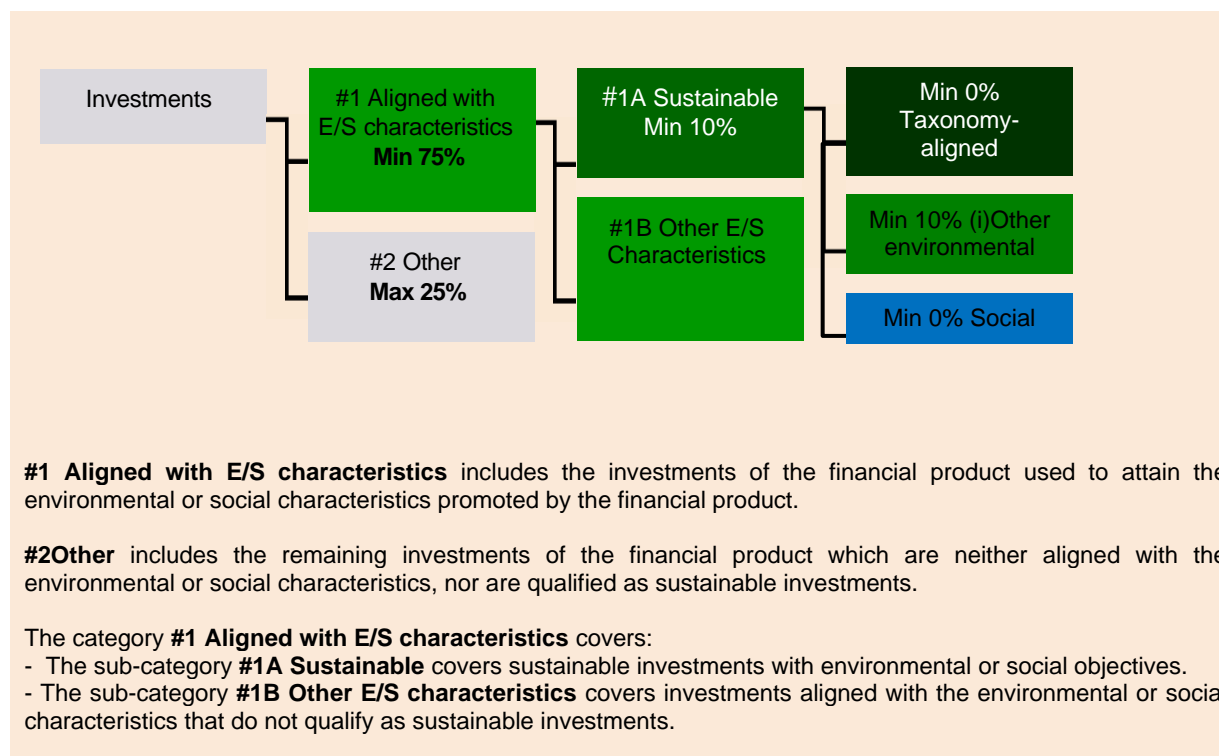 Investments
#1 Aligned with
E/S characteristics
Min 75%
#2 Other
Max 25%
#1A Sustainable
Min 10%
#1B Other E/S
Characteristics
Min 0%
Taxonomy-
aligned
Min 10% (i)Other
environmental
Min 0% Social
#1 Aligned with E/S characteristics includes the investments of the financial product used to attain the
environmental or social characteristics promoted by the financial product.
#2Other includes the remaining investments of the financial product which are neither aligned with the
environmental or social characteristics, nor are qualified as sustainable investments.
The category #1 Aligned with E/S characteristics covers:
- The sub-category #1A Sustainable covers sustainable investments with environmental or social objectives.
- The sub-category #1B Other E/S characteristics covers investments aligned with the environmental or social
characteristics that do not qualify as sustainable investments.